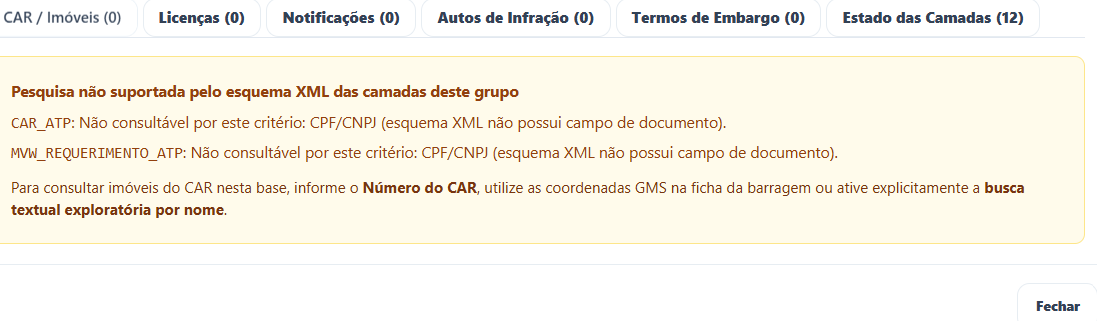 CAR / Imóveis (0) Licenças (0) Notificações (0) Autos de Infração (0) Termos de Embargo (0) Estado das Camadas (12)
Pesquisa não suportada pelo esquema XML das camadas deste grupo
CAR_ATP: Não consultável por este critério: CPF/CNPJ (esquema XML não possui campo de documento).
MVW_REQUERIMENTO_ATP: Não consultável por este critério: CPF/CNPJ (esquema XML não possui campo de documento).
Para consultar imóveis do CAR nesta base, informe o Número do CAR, utilize as coordenadas GMS na ficha da barragem ou ative explicitamente a busca
textual exploratória por nome.
Fechar